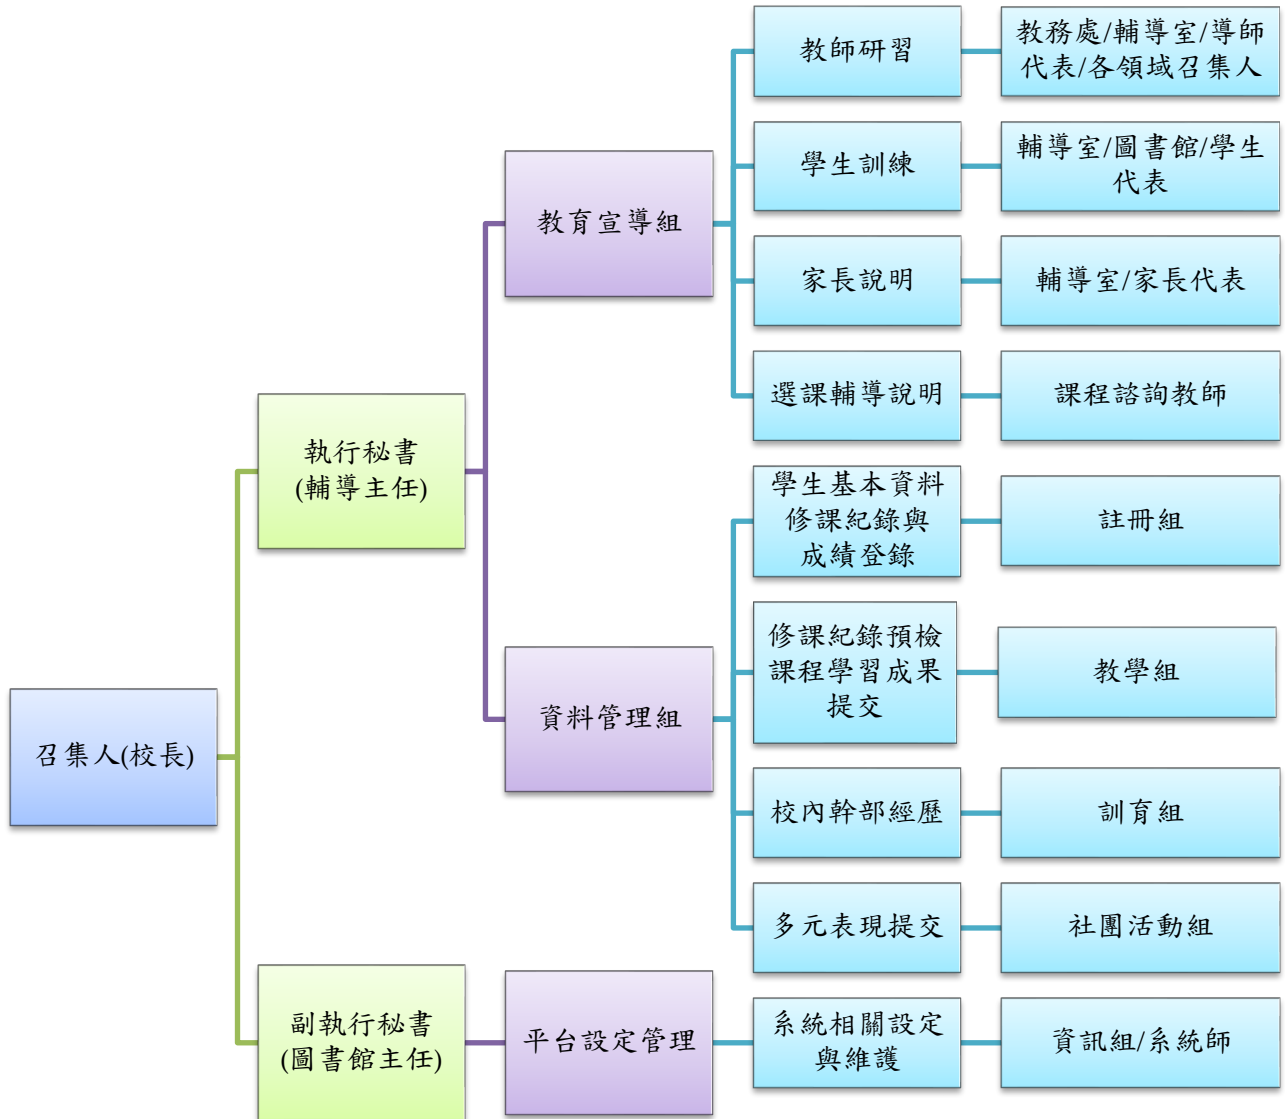 召集人(校長)
執行秘書
(輔導主任)
教育宣導組
教師研習
教務處/輔導室/導師
代表/各領域召集人
學生訓練
輔導室/圖書館/學生
代表
家長說明
輔導室/家長代表
選課輔導說明
課程諮詢教師
資料管理組
學生基本資料
修課紀錄與
成績登錄
註冊組
修課紀錄預檢
課程學習成果
提交
教學組
校內幹部經歷
訓育組
多元表現提交
社團活動組
副執行秘書
(圖書館主任)
平台設定管理
系統相關設定
與維護
資訊組/系統師